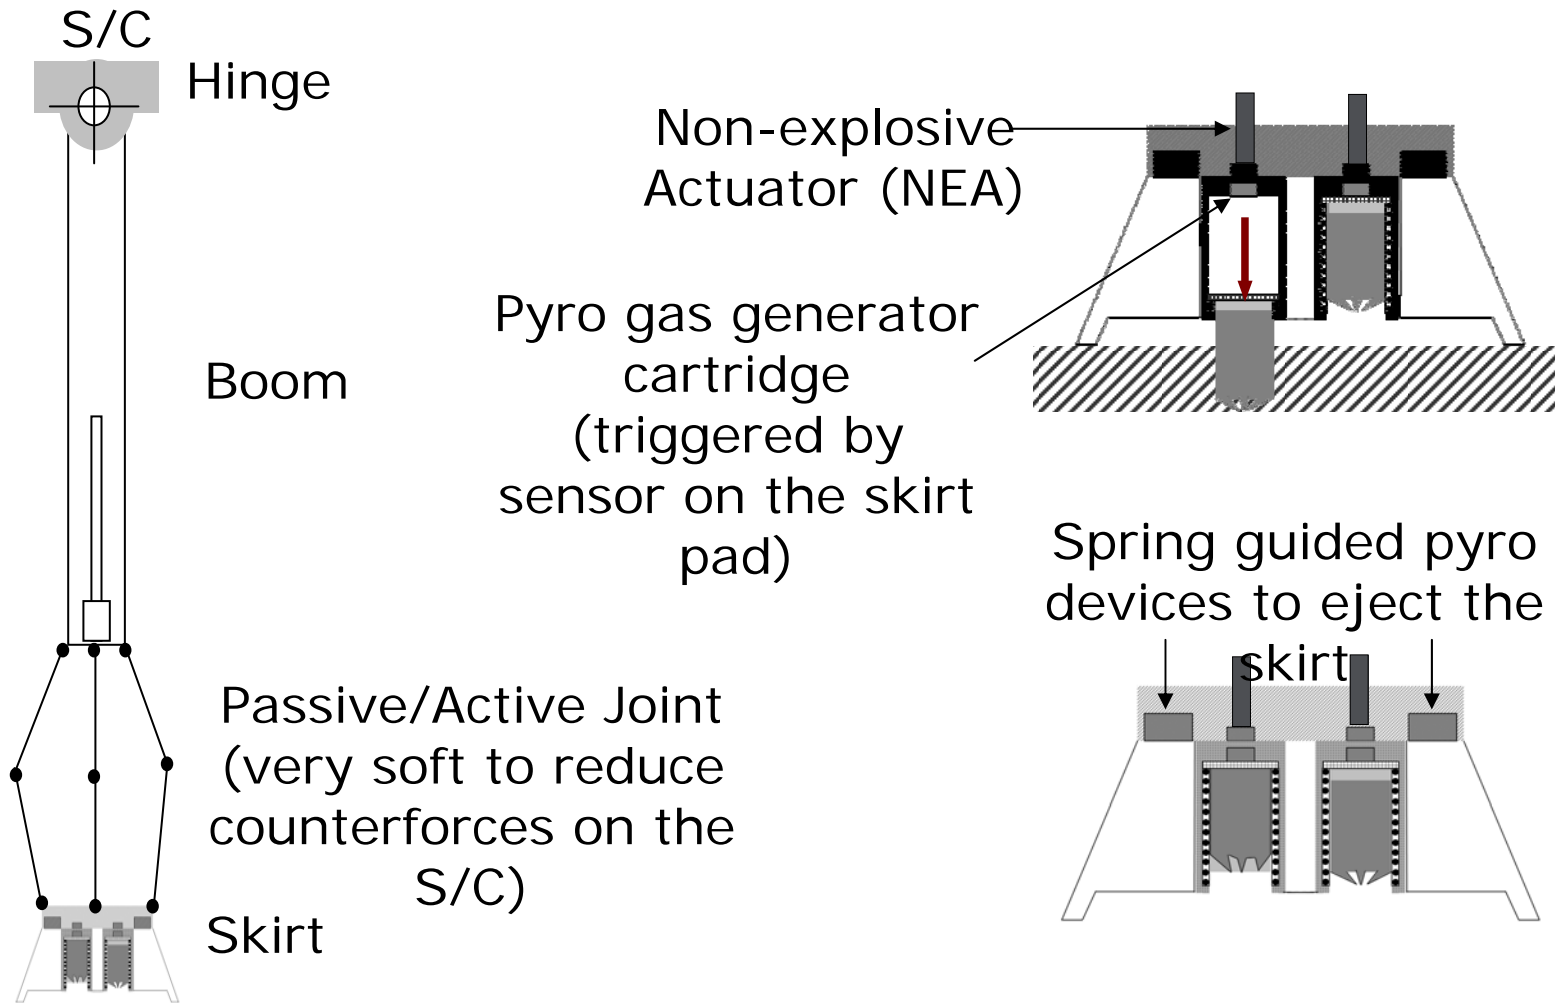 S/C
Hinge
Boom
Passive/Active Joint
(very soft to reduce
counterforces on the
S/C)
Skirt
Non-explosive
Actuator (NEA)
Pyro gas generator
cartridge
(triggered by
sensor on the skirt
pad)
Spring guided pyro
devices to eject the
skirt